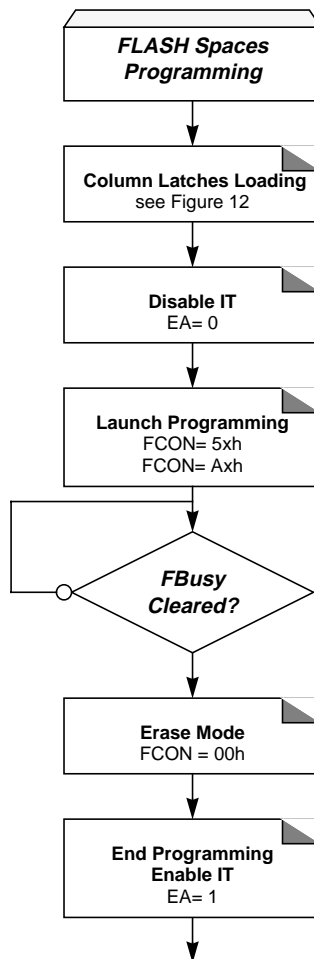 FLASH Spaces
Programming
Column Latches Loading
see Figure 12
Disable IT
EA= 0
Launch Programming
FCON= 5xh
FCON= Axh
FBusy
Cleared?
Erase Mode
FCON = 00h
End Programming
Enable IT
EA= 1